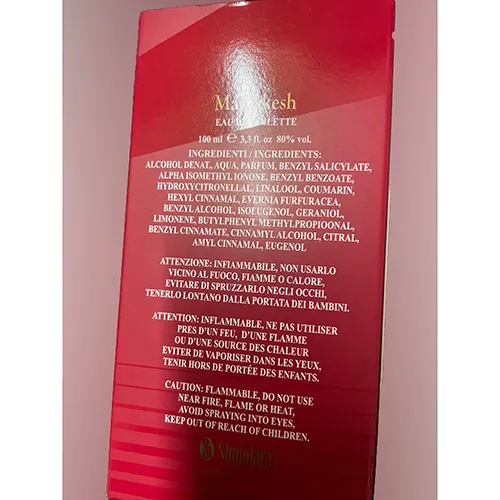 Marrakesh
EAU DE TOILETTE
100 ml ℮ 3,3 fl. oz 80% vol.
INGREDIENTI / INGREDIENTS:
ALCOHOL DENAT., AQUA, PARFUM, BENZYL SALICYLATE,
ALPHA ISOMETHYL IONONE, BENZYL BENZOATE,
HYDROXYCITRONELLAL, LINALOOL, COUMARIN,
HEXYL CINNAMAL, EVERNIA FURFURACEA,
BENZYL ALCOHOL, ISOEUGENOL, GERANIOL,
LIMONENE, BUTYLPHENYL METHYLPROPIOONAL,
BENZYL CINNAMATE, CINNAMYL ALCOHOL, CITRAL,
AMYL CINNAMAL, EUGENOL
ATTENZIONE: INFIAMMABILE, NON USARLO
VICINO AL FUOCO, FIAMME O CALORE,
EVITARE DI SPRUZZARLO NEGLI OCCHI,
TENERLO LONTANO DALLA PORTATA DEI BAMBINI.
ATTENTION: INFLAMMABLE, NE PAS UTILISER
PRES D'UN FEU, D'UNE FLAMME
OU D'UNE SOURCE DES CHALEUR
EVITER DE VAPORISER DANS LES YEUX,
TENIR HORS DE PORTÉE DES ENFANTS.
CAUTION: FLAMMABLE, DO NOT USE
NEAR FIRE, FLAME OR HEAT,
AVOID SPRAYING INTO EYES,
KEEP OUT OF REACH OF CHILDREN.